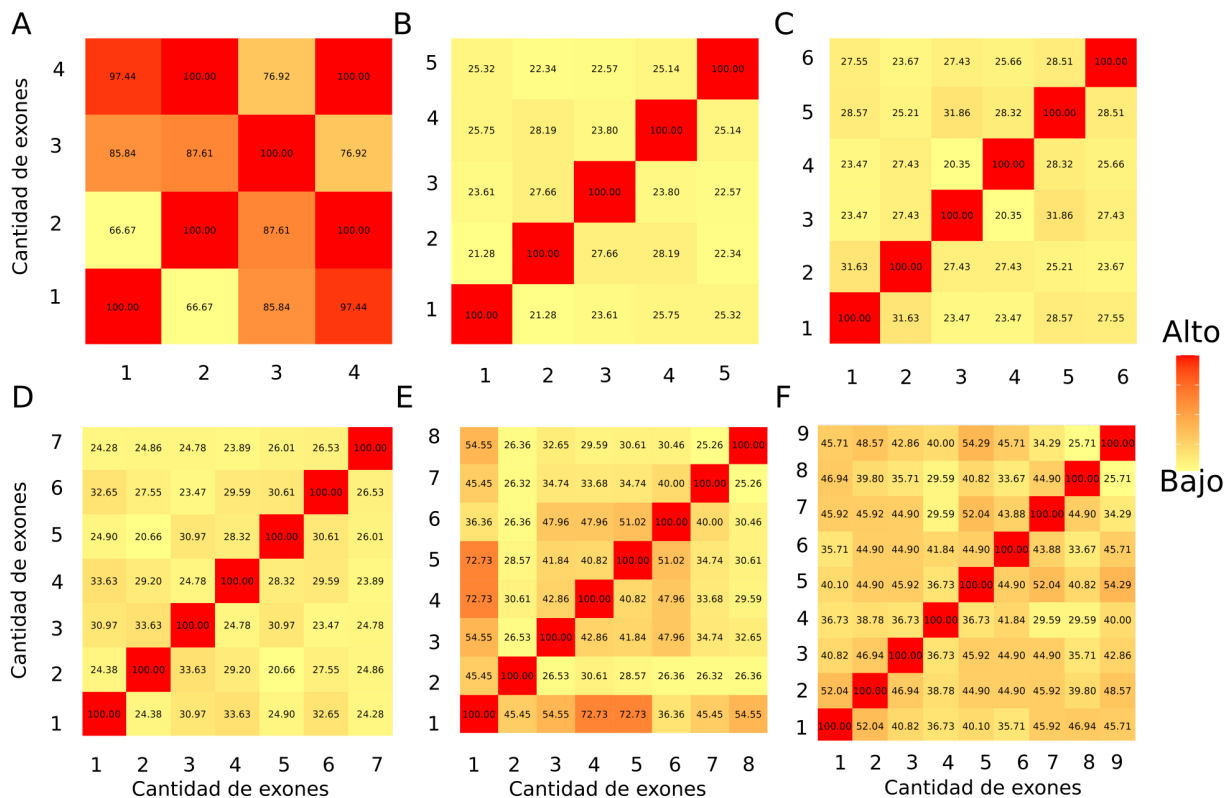 A
B
C
Cantidad de exones
4
97.44 100.00 76.92 100.00
3
85.84 87.61 100.00 76.92
2
66.67 100.00 87.61 100.00
1
100.00 66.67 85.84 97.44
1 2 3 4
5
25.32 22.34 22.57 25.14 100.00
4
25.75 28.19 23.80 100.00 25.14
3
23.61 27.66 100.00 23.80 22.57
2
21.28 100.00 27.66 28.19 22.34
1
100.00 21.28 23.61 25.75 25.32
1 2 3 4 5
6
27.55 23.67 27.43 25.66 28.51 100.00
5
28.57 25.21 31.86 28.32 100.00 28.51
4
23.47 27.43 20.35 100.00 28.32 25.66
3
23.47 27.43 100.00 20.35 31.86 27.43
2
31.63 100.00 27.43 27.43 25.21 23.67
1
100.00 31.63 23.47 23.47 28.57 27.55
1 2 3 4 5 6
Alto
Bajo
D
E
F
Cantidad de exones
7
24.28 24.86 24.78 23.89 26.01 26.53 100.00
6
32.65 27.55 23.47 29.59 30.61 100.00 26.53
5
24.90 20.66 30.97 28.32 100.00 30.61 26.01
4
33.63 29.20 24.78 100.00 28.32 29.59 23.89
3
30.97 33.63 100.00 24.78 30.97 23.47 24.78
2
24.38 100.00 33.63 29.20 20.66 27.55 24.86
1
100.00 24.38 30.97 33.63 24.90 32.65 24.28
1 2 3 4 5 6 7
Cantidad de exones
8
54.55 26.36 32.65 29.59 30.61 30.46 25.26 100.00
7
45.45 26.32 34.74 33.68 34.74 40.00 100.00 25.26
6
36.36 26.36 47.96 47.96 51.02 100.00 40.00 30.46
5
72.73 28.57 41.84 40.82 100.00 51.02 34.74 30.61
4
72.73 30.61 42.86 100.00 40.82 47.96 33.68 29.59
3
54.55 26.53 100.00 42.86 41.84 47.96 34.74 32.65
2
45.45 100.00 26.53 30.61 28.57 26.36 26.32 26.36
1
100.00 45.45 54.55 72.73 72.73 36.36 45.45 54.55
1 2 3 4 5 6 7 8
9
45.71 48.57 42.86 40.00 54.29 45.71 34.29 25.71 100.00
8
46.94 39.80 35.71 29.59 40.82 33.67 44.90 100.00 25.71
7
45.92 45.92 44.90 29.59 52.04 43.88 100.00 44.90 34.29
6
35.71 44.90 44.90 41.84 44.90 100.00 43.88 33.67 45.71
5
40.10 44.90 45.92 36.73 100.00 44.90 52.04 40.82 54.29
4
36.73 38.78 36.73 100.00 36.73 41.84 29.59 29.59 40.00
3
40.82 46.94 100.00 36.73 45.92 44.90 44.90 35.71 42.86
2
52.04 100.00 46.94 38.78 44.90 44.90 45.92 39.80 48.57
1
100.00 52.04 40.82 36.73 40.10 35.71 45.92 46.94 45.71
1 2 3 4 5 6 7 8 9
Cantidad de exones